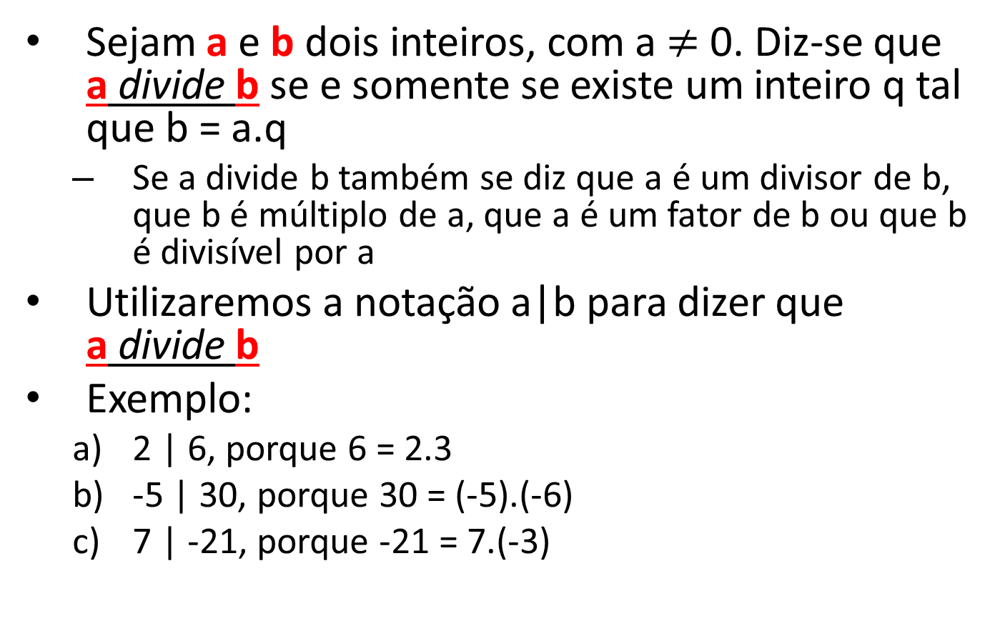 • Sejam a e b dois inteiros, com a ≠ 0. Diz-se que
a divide b se e somente se existe um inteiro q tal
que b = a.q
– Se a divide b também se diz que a é um divisor de b,
que b é múltiplo de a, que a é um fator de b ou que b
é divisível por a
• Utilizaremos a notação a|b para dizer que
a divide b
• Exemplo:
a) 2 | 6, porque 6 = 2.3
b) -5 | 30, porque 30 = (-5).(-6)
c) 7 | -21, porque -21 = 7.(-3)